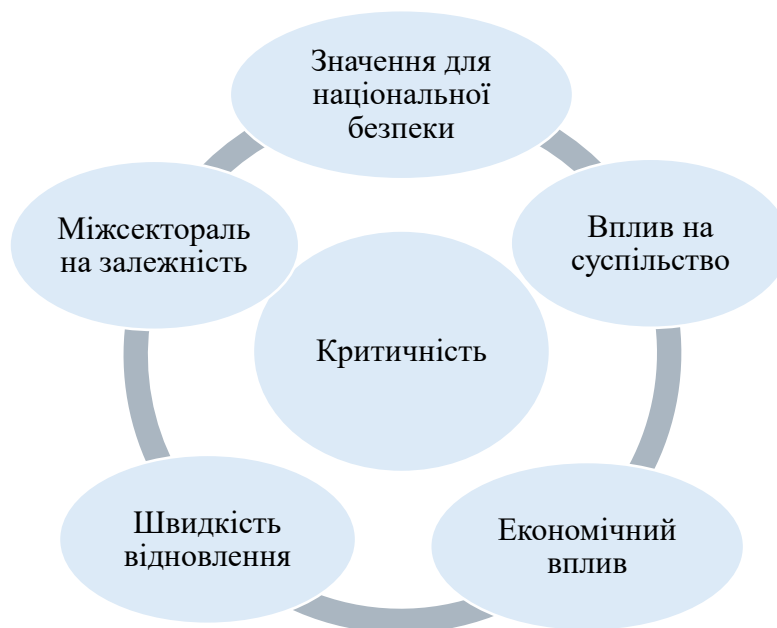 Значення для
національної
безпеки
Міжсектораль
на залежність
Вплив на
суспільство
Критичність
Швидкість
відновлення
Економічний
вплив